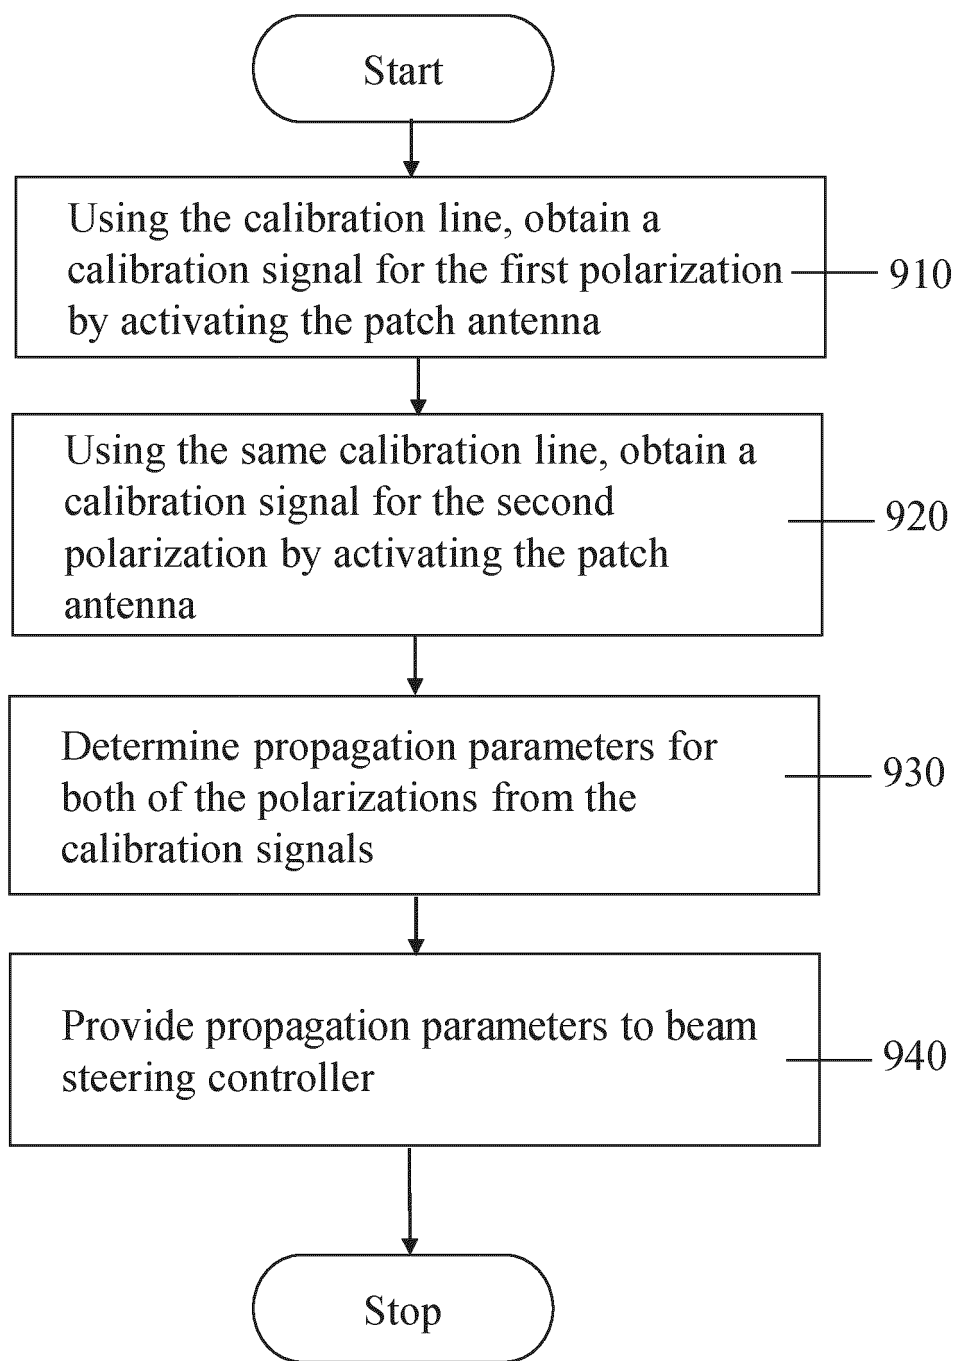 Start
Using the calibration line, obtain a
calibration signal for the first polarization
by activating the patch antenna
910
Using the same calibration line, obtain a
calibration signal for the second
polarization by activating the patch
antenna
920
Determine propagation parameters for
both of the polarizations from the
calibration signals
930
Provide propagation parameters to beam
steering controller
940
Stop